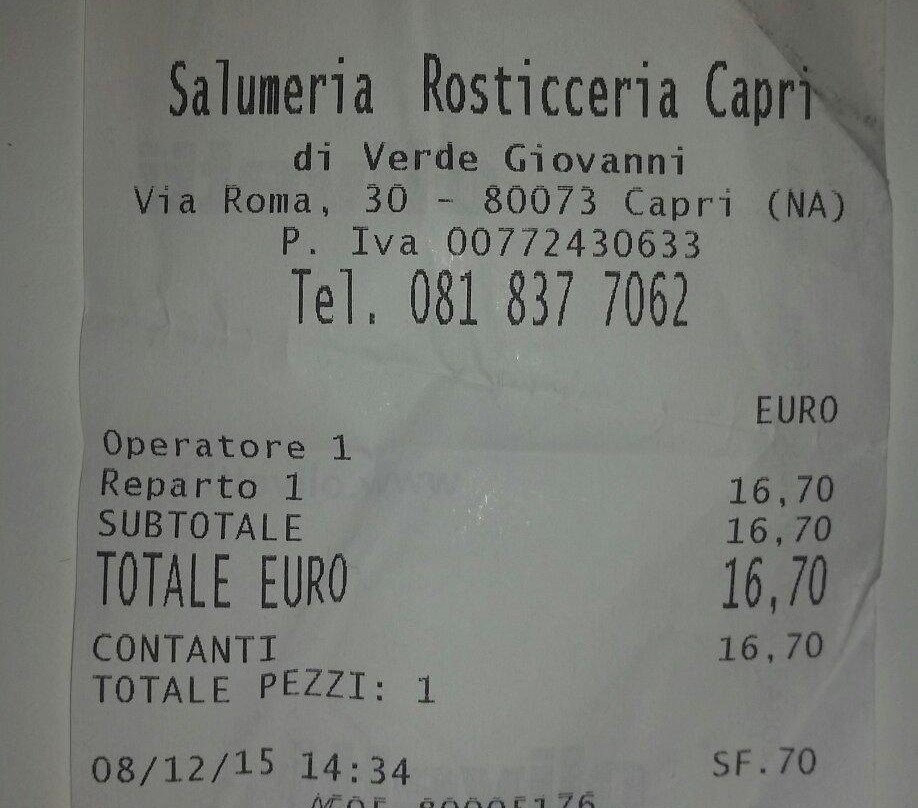 Salumeria Rosticceria Capri
di Verde Giovanni
Via Roma, 30 - 80073 Capri (NA)
P. Iva 00772430633
Tel. 081 837 7062
EURO
Operatore 1
Reparto 1 16,70
SUBTOTALE 16,70
TOTALE EURO 16,70
CONTANTI 16,70
TOTALE PEZZI: 1
08/12/15 14:34 SF.70